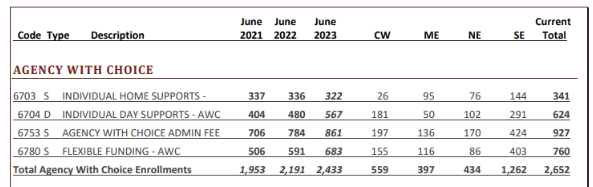 June June June Current
Code Type Description 2021 2022 2023 CW ME NE SE Total
AGENCY WITH CHOICE
6703 S INDIVIDUAL HOME SUPPORTS - 337 336 322 26 95 76 144 341
6704 D INDIVIDUAL DAY SUPPORTS - AWC 404 480 567 181 50 102 291 624
6753 S AGENCY WITH CHOICE ADMIN FEE 706 784 861 197 136 170 424 927
6780 S FLEXIBLE FUNDING - AWC 506 591 683 155 116 86 403 760
Total Agency With Choice Enrollments 1,953 2,191 2,433 559 397 434 1,262 2,652